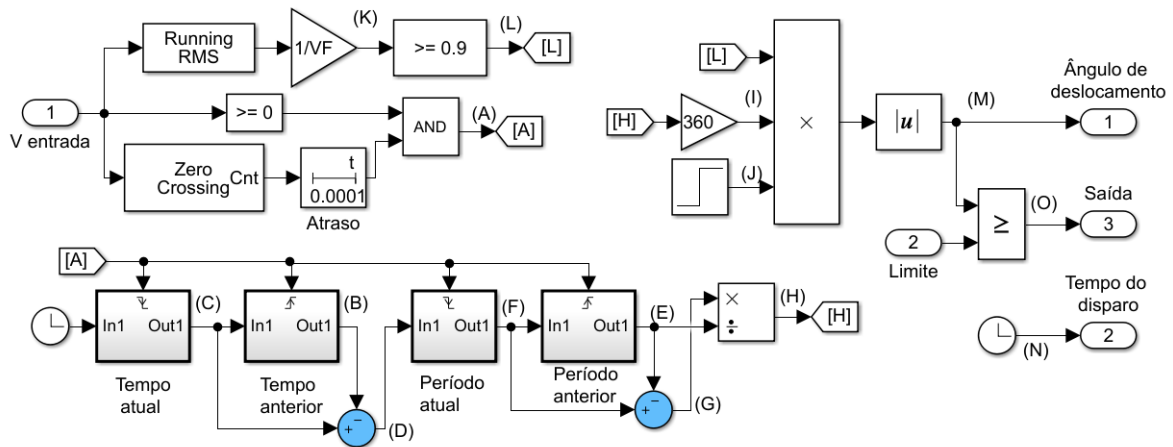 Running
RMS
1/VF
(K)
>= 0.9
(L)
[L]
1
V entrada
>= 0
AND
(A)
[A]
Zero
Crossing
Cnt
t
0.0001
Atraso
[L]
[H]
360
(I)
(J)
×
|u|
(M)
Ângulo de
deslocamento
1
2
Limite
≥
(O)
Saída
3
Tempo do
disparo
(N)
2
[A]
In1 Out1
Tempo
atual
(C)
In1 Out1
Tempo
anterior
(B)
+ −
(D)
In1 Out1
Período
atual
(F)
In1 Out1
Período
anterior
(E)
+ −
(G)
×
÷
(H)
[H]